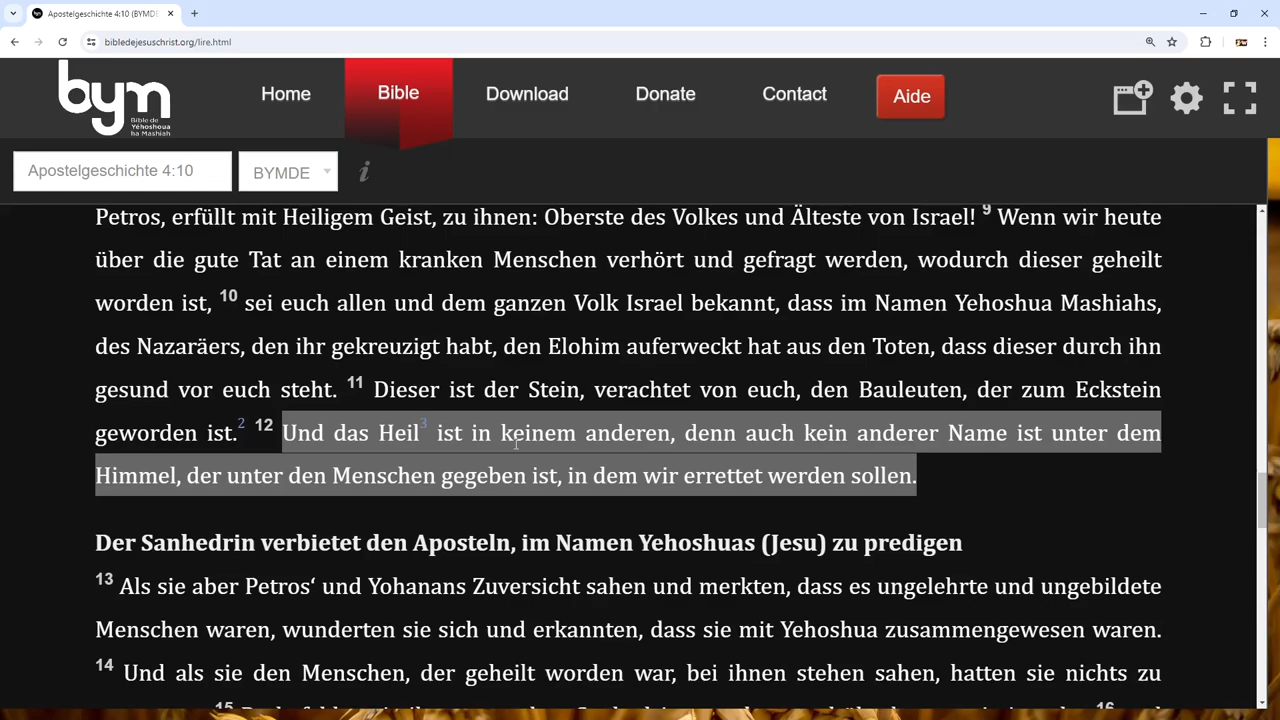 Apostelgeschichte 4:10 (BYMDE
bibledejesuschrist.org/lire.html
bym
Bible de
Yéhoshoua
ha Mashiah
Home Bible Download Donate Contact Aide
Apostelgeschichte 4:10 BYMDE i
Petros, erfüllt mit Heiligem Geist, zu ihnen: Oberste des Volkes und Älteste von Israel! 9 Wenn wir heute
über die gute Tat an einem kranken Menschen verhört und gefragt werden, wodurch dieser geheilt
worden ist, 10 sei euch allen und dem ganzen Volk Israel bekannt, dass im Namen Yehoshua Mashiahs,
des Nazaräers, den ihr gekreuzigt habt, den Elohim auferweckt hat aus den Toten, dass dieser durch ihn
gesund vor euch steht. 11 Dieser ist der Stein, verachtet von euch, den Bauleuten, der zum Eckstein
geworden ist.2 12 Und das Heil3 ist in keinem anderen, denn auch kein anderer Name ist unter dem
Himmel, der unter den Menschen gegeben ist, in dem wir errettet werden sollen.
Der Sanhedrin verbietet den Aposteln, im Namen Yehoshuas (Jesu) zu predigen
13 Als sie aber Petros‘ und Yohanans Zuversicht sahen und merkten, dass es ungelehrte und ungebildete
Menschen waren, wunderten sie sich und erkannten, dass sie mit Yehoshua zusammengewesen waren.
14 Und als sie den Menschen, der geheilt worden war, bei ihnen stehen sahen, hatten sie nichts zu
15 16